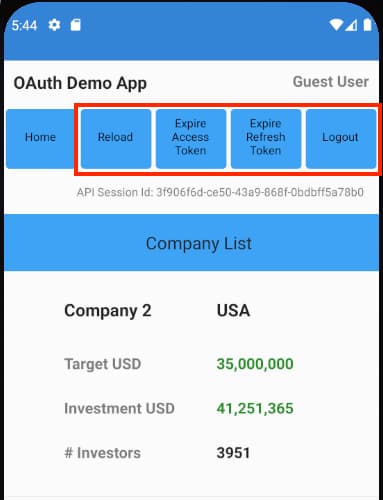 5:44
OAuth Demo App
Guest User
Home
Reload
Expire
Access
Token
Expire
Refresh
Token
Logout
API Session Id: 3f906f6d-ce50-43a9-868f-0bdbff5a78b0
Company List
Company 2 USA
Target USD 35,000,000
Investment USD 41,251,365
# Investors 3951